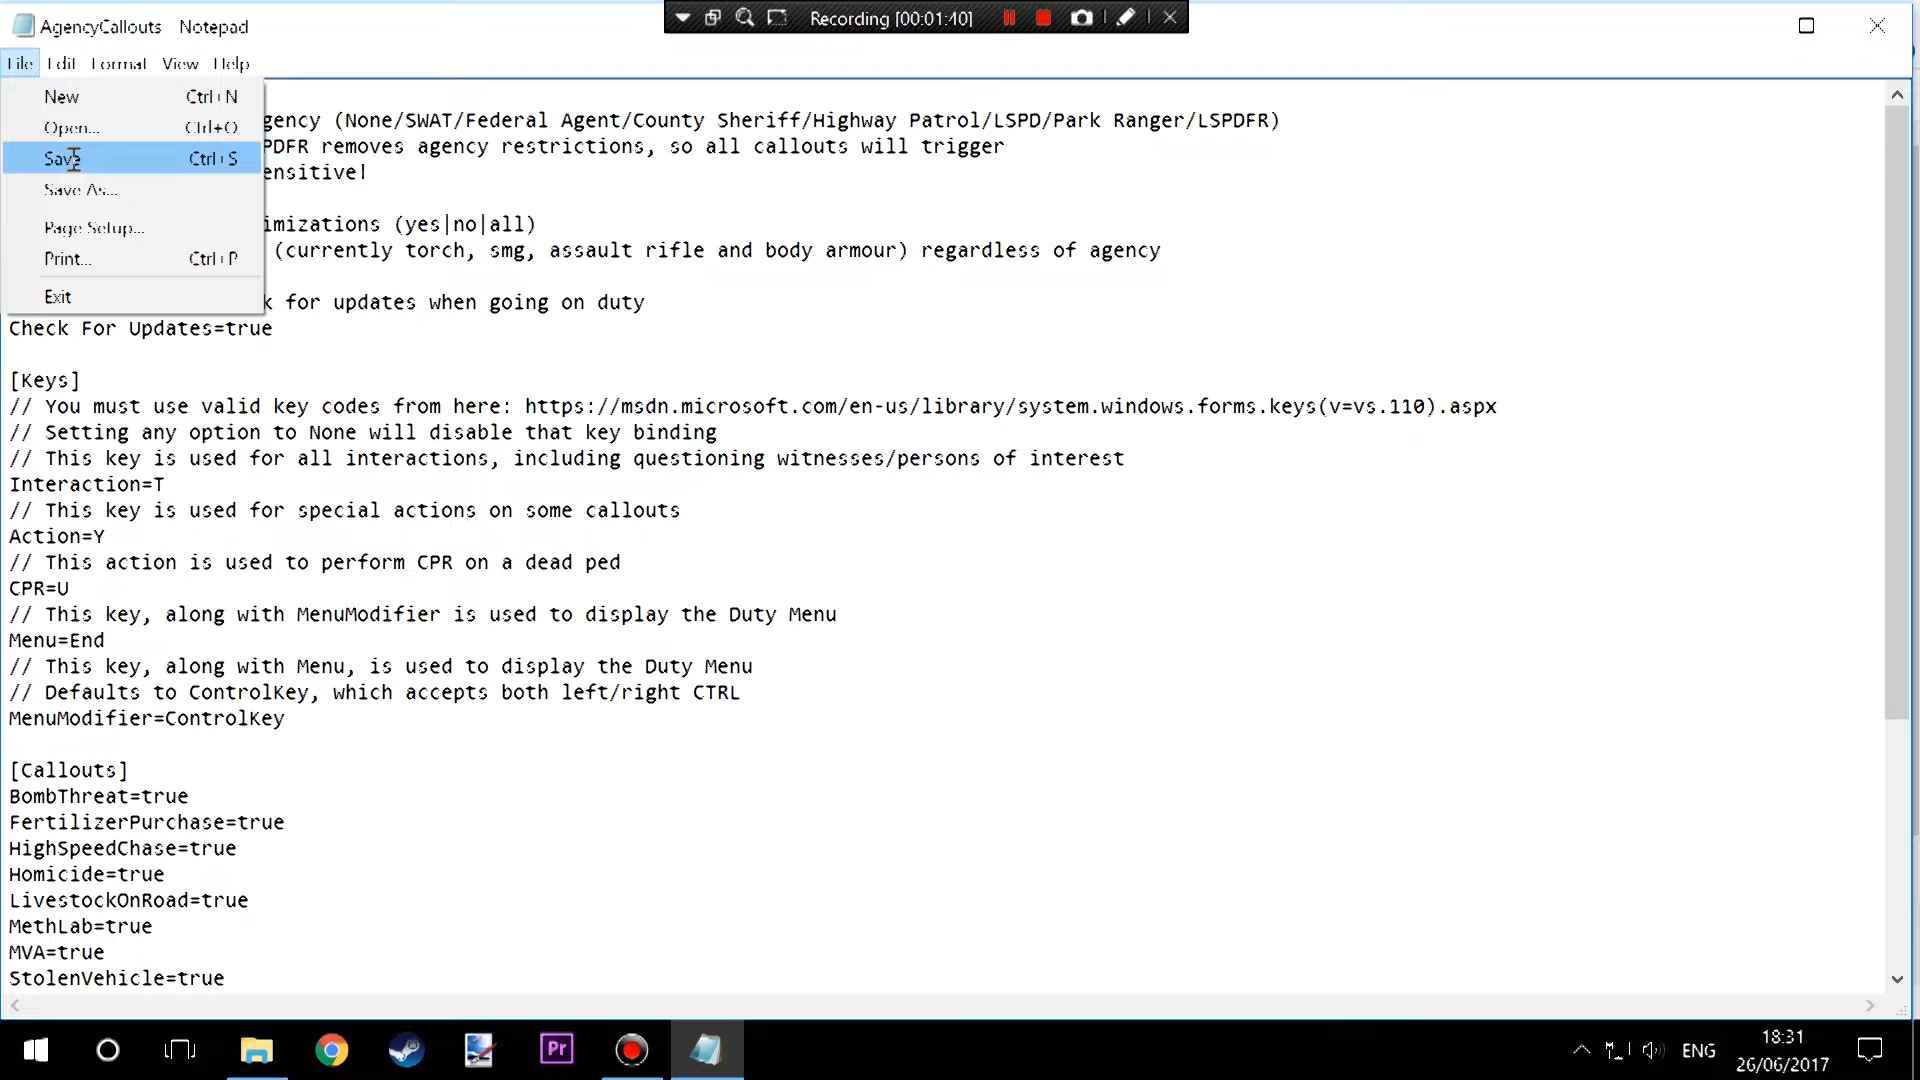 Recording [00:01:40]
AgencyCallouts Notepad
File Edit Format View Help
New Ctrl+N
Open... Ctrl+O
Save Ctrl+S
Save As...
Page Setup...
Print... Ctrl+P
Exit
gency (None/SWAT/Federal Agent/County Sheriff/Highway Patrol/LSPD/Park Ranger/LSPDFR)
PDFR removes agency restrictions, so all callouts will trigger
ensitive!
imizations (yes|no|all)
(currently torch, smg, assault rifle and body armour) regardless of agency
k for updates when going on duty
Check For Updates=true
[Keys]
// You must use valid key codes from here: https://msdn.microsoft.com/en-us/library/system.windows.forms.keys(v=vs.110).aspx
// Setting any option to None will disable that key binding
// This key is used for all interactions, including questioning witnesses/persons of interest
Interaction=T
// This key is used for special actions on some callouts
Action=Y
// This action is used to perform CPR on a dead ped
CPR=U
// This key, along with MenuModifier is used to display the Duty Menu
Menu=End
// This key, along with Menu, is used to display the Duty Menu
// Defaults to ControlKey, which accepts both left/right CTRL
MenuModifier=ControlKey
[Callouts]
BombThreat=true
FertilizerPurchase=true
HighSpeedChase=true
Homicide=true
LivestockOnRoad=true
MethLab=true
MVA=true
StolenVehicle=true
Pr
ENG
18:31
26/06/2017